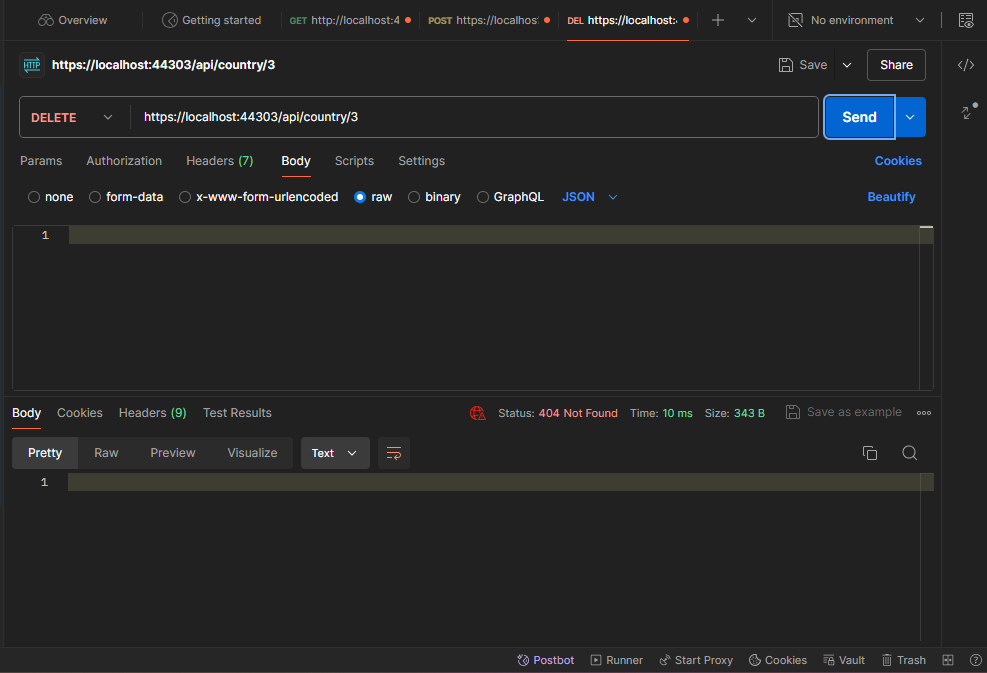 Overview Getting started GET http://localhost:4 POST https://localhos: DEL https://localhost: No environment
HTTP https://localhost:44303/api/country/3 Save Share
DELETE https://localhost:44303/api/country/3 Send
Params Authorization Headers (7) Body Scripts Settings Cookies
none form-data x-www-form-urlencoded raw binary GraphQL JSON Beautify
1
Body Cookies Headers (9) Test Results Status: 404 Not Found Time: 10 ms Size: 343 B Save as example
Pretty Raw Preview Visualize Text
1
Postbot Runner Start Proxy Cookies Vault Trash